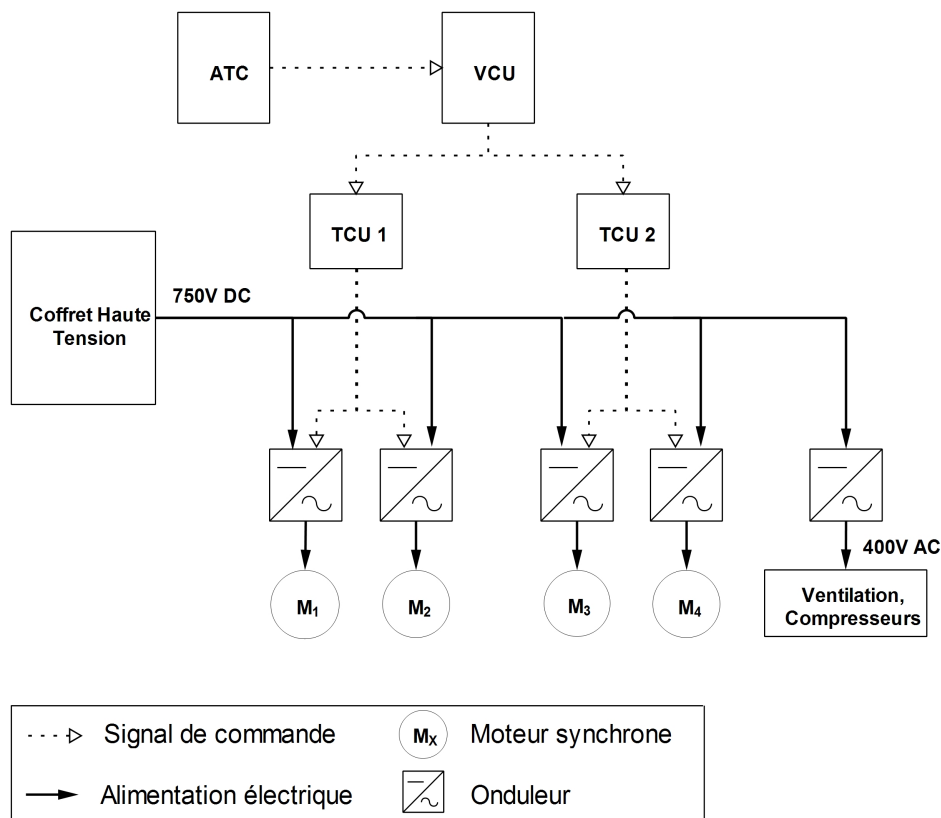 ATC
VCU
TCU 1
TCU 2
750V DC
Coffret Haute
Tension
400V AC
M1
M2
M3
M4
Ventilation,
Compresseurs
Signal de commande
MX
Moteur synchrone
Alimentation électrique
Onduleur